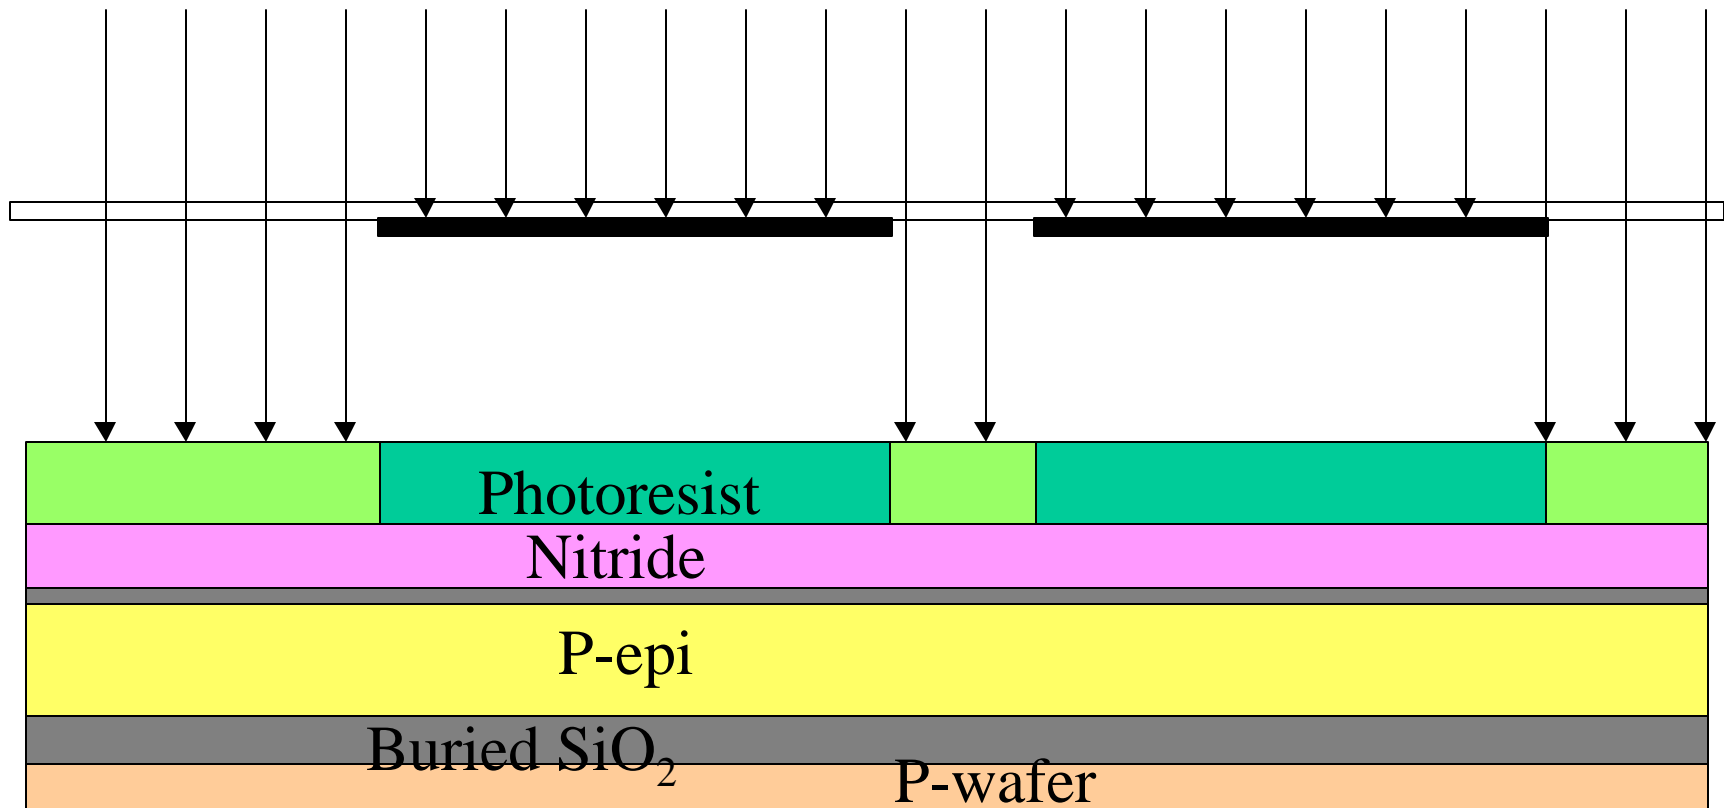 Photoresist
Nitride
P-epi
Buried SiO₂
P-wafer